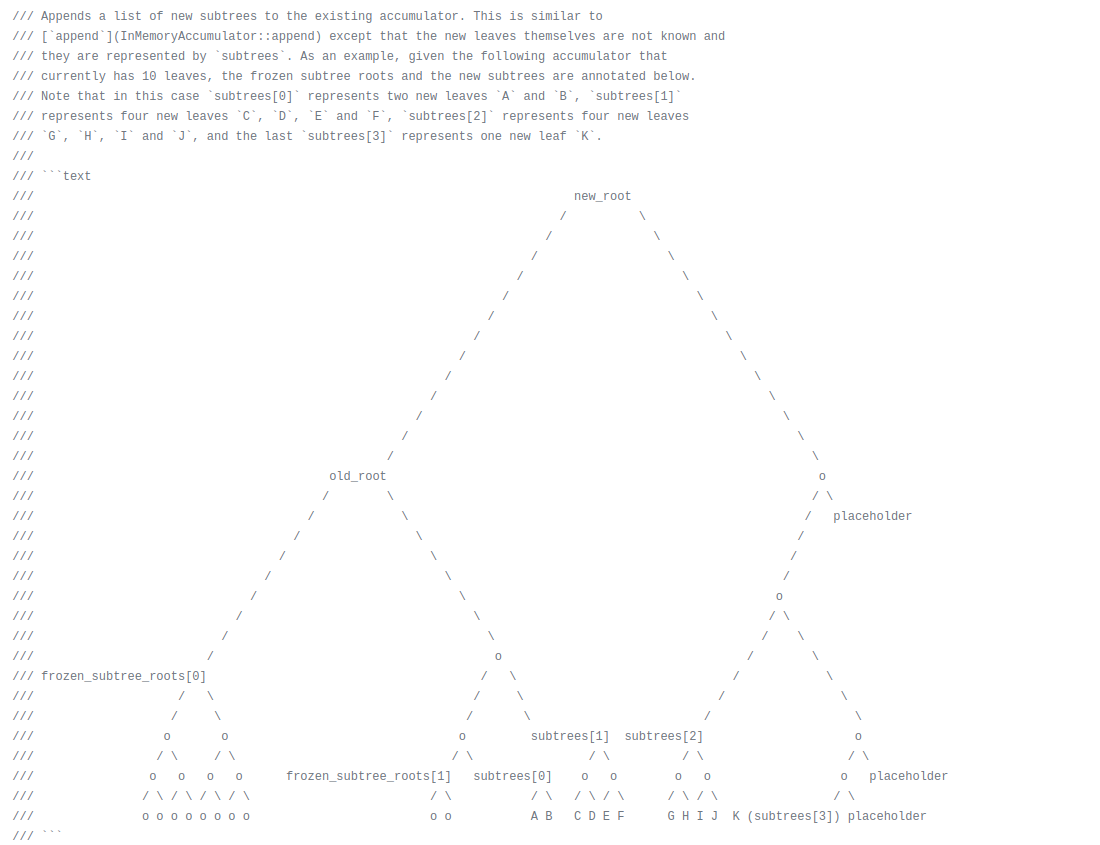 /// Appends a list of new subtrees to the existing accumulator. This is similar to
/// [`append`](InMemoryAccumulator::append) except that the new leaves themselves are not known and
/// they are represented by `subtrees`. As an example, given the following accumulator that
/// currently has 10 leaves, the frozen subtree roots and the new subtrees are annotated below.
/// Note that in this case `subtrees[0]` represents two new leaves `A` and `B`, `subtrees[1]`
/// represents four new leaves `C`, `D`, `E` and `F`, `subtrees[2]` represents four new leaves
/// `G`, `H`, `I` and `J`, and the last `subtrees[3]` represents one new leaf `K`.
///
/// ```text
/// new_root
/// / \
/// / \
/// / \
/// / \
/// / \
/// / \
/// / \
/// / \
/// / \
/// / \
/// / \
/// / \
/// / \
/// old_root o
/// / \ / \
/// / \ / placeholder
/// / \ /
/// / \ /
/// / \ /
/// / \ o
/// / \ / \
/// / \ / \
/// / o / \
/// frozen_subtree_roots[0] / \ / \
/// / \ / \ / \
/// / \ / \ / \
/// o o o subtrees[1] subtrees[2] o
/// / \ / \ / \ / \ / \ / \
/// o o o o frozen_subtree_roots[1] subtrees[0] o o o o o placeholder
/// / \ / \ / \ / \ / \ / \ / \ / \ / \ / \ / \
/// o o o o o o o o o o A B C D E F G H I J K (subtrees[3]) placeholder
/// ```